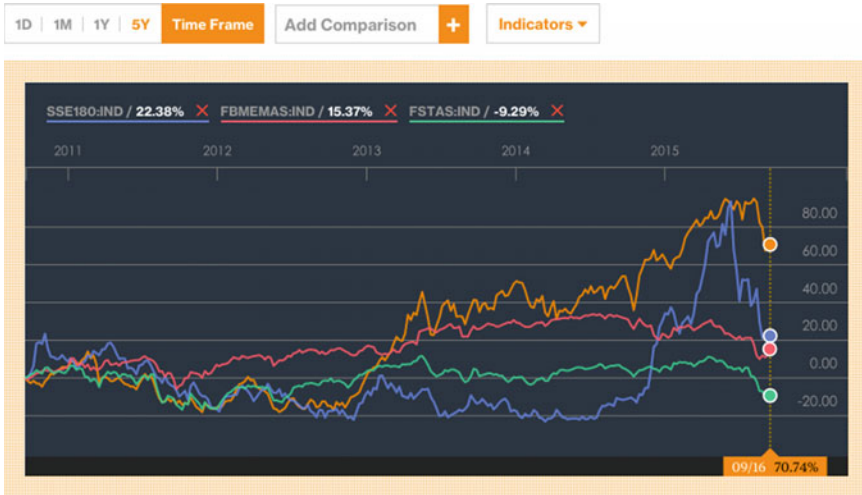 1D 1M 1Y 5Y Time Frame Add Comparison + Indicators
SSE180:IND / 22.38% FBMEMAS:IND / 15.37% FSTAS:IND / -9.29%
2011 2012 2013 2014 2015
80.00
60.00
40.00
20.00
0.00
-20.00
09/16 70.74%